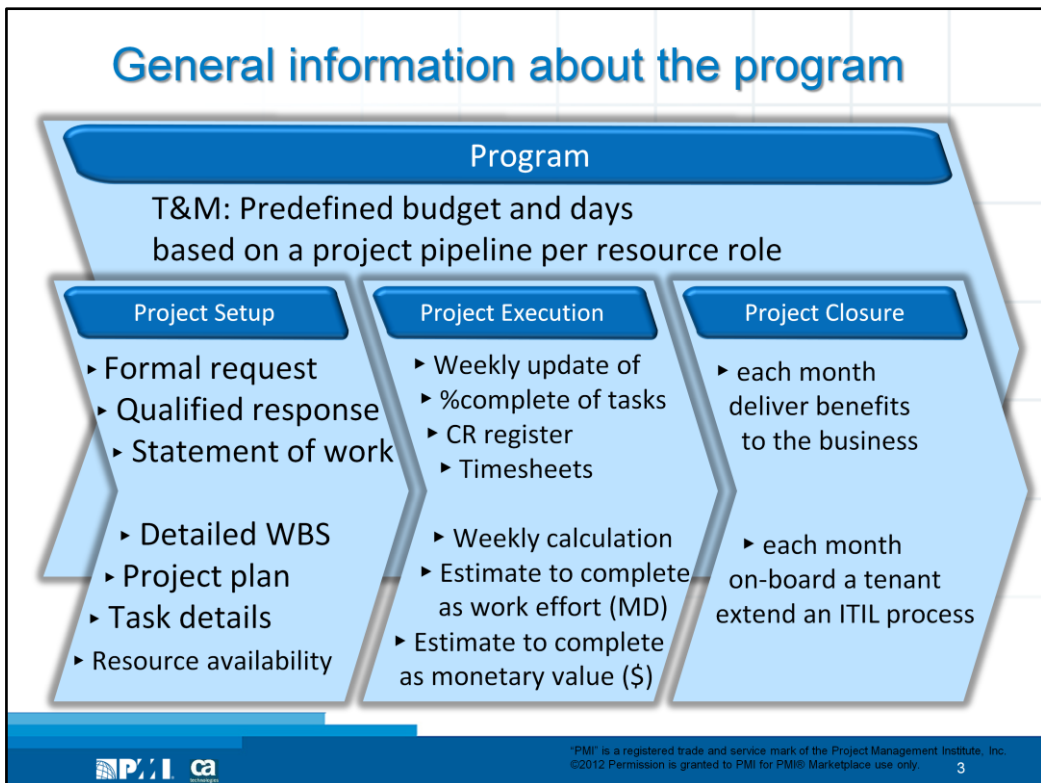 General information about the program
Program
T&M: Predefined budget and days
based on a project pipeline per resource role
Project Setup
▸ Formal request
▸ Qualified response
▸ Statement of work
▸ Detailed WBS
▸ Project plan
▸ Task details
▸ Resource availability
Project Execution
▸ Weekly update of
▸ %complete of tasks
▸ CR register
▸ Timesheets
▸ Weekly calculation
▸ Estimate to complete
as work effort (MD)
▸ Estimate to complete
as monetary value ($)
Project Closure
▸ each month
deliver benefits
to the business
▸ each month
on-board a tenant
extend an ITIL process
PMI
ca
technologies
"PMI" is a registered trade and service mark of the Project Management Institute, Inc.
©2012 Permission is granted to PMI for PMI® Marketplace use only.
3